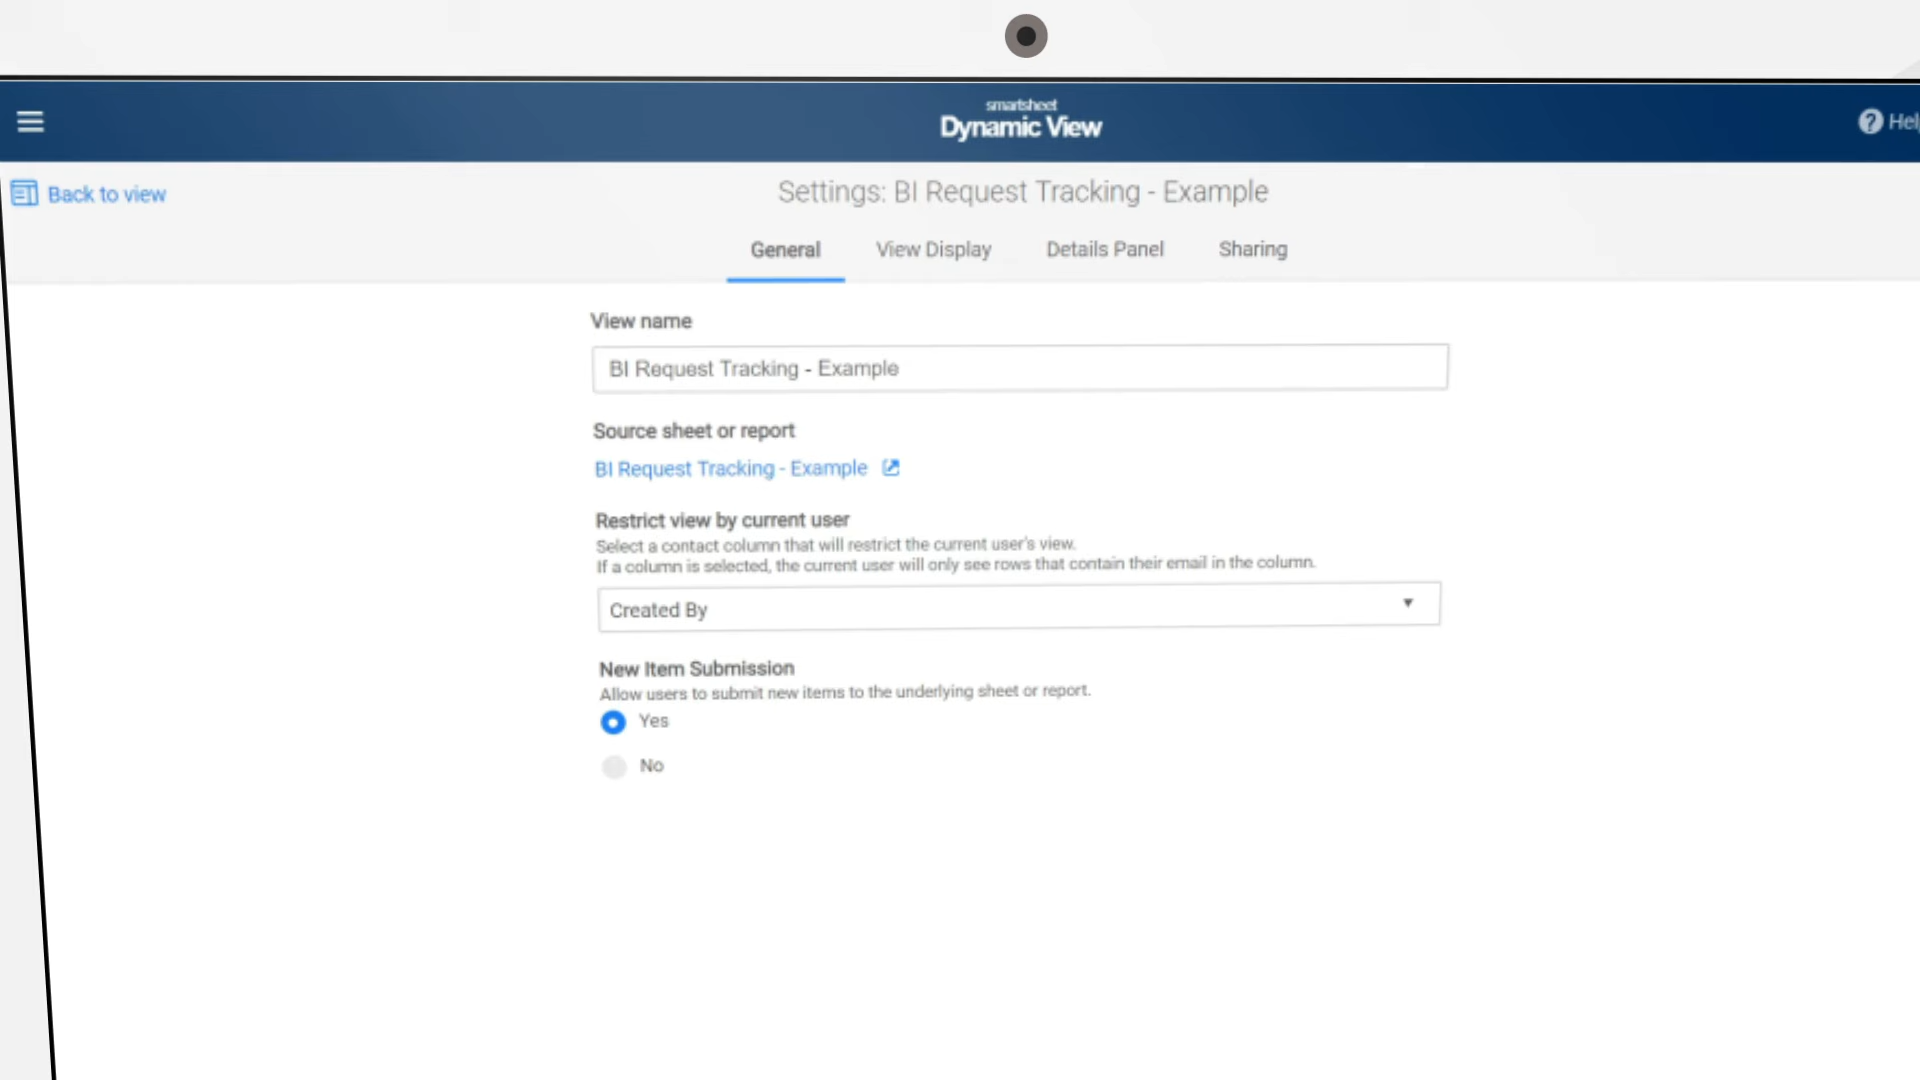 smartsheet
Dynamic View
Back to view
Settings: BI Request Tracking - Example
General View Display Details Panel Sharing
View name
BI Request Tracking - Example
Source sheet or report
BI Request Tracking - Example
Restrict view by current user
Select a contact column that will restrict the current user's view.
If a column is selected, the current user will only see rows that contain their email in the column.
Created By
New Item Submission
Allow users to submit new items to the underlying sheet or report.
Yes
No